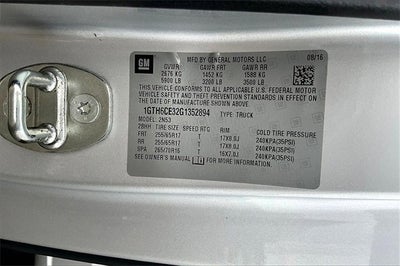 GM
MFD BY GENERAL MOTORS LLC 08/16
GVWR GAWR FRT GAWR RR
2676 KG 1452 KG 1588 KG
5900 LB 3200 LB 3500 LB
THIS VEHICLE CONFORMS TO ALL APPLICABLE U.S. FEDERAL MOTOR
VEHICLE SAFETY AND THEFT PREVENTION STANDARDS IN EFFECT ON
THE DATE OF MANUFACTURE SHOWN ABOVE.
1GTH6CE32G1352894 TYPE: TRUCK
MODEL: 2N53
TIRE SIZE SPEED RTG RIM COLD TIRE PRESSURE
FRT 255/65R17 17X8.0J 240KPA(35PSI)
RR 255/65R17 17X8.0J 240KPA(35PSI)
SPA 265/70R16 16X7.0J 240KPA(35PSI)
SEE OWNER'S MANUAL FOR MORE INFORMATION.